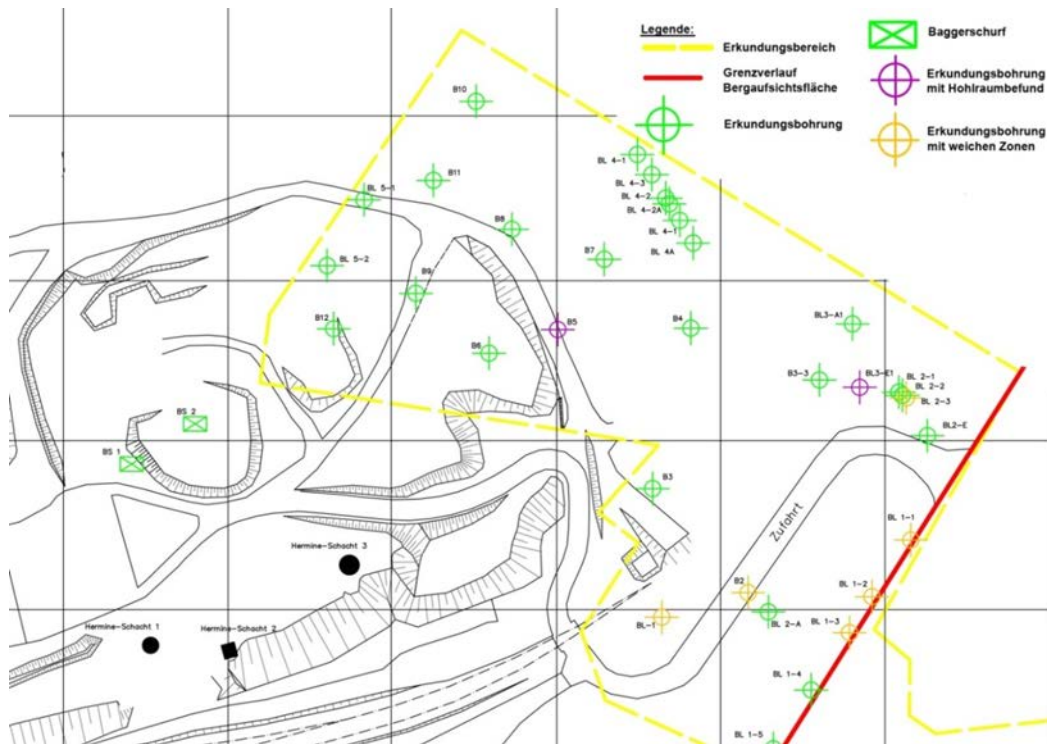 Legende:
Erkundungsbereich
Grenzverlauf
Bergaufsichtsfläche
Erkundungsbohrung
Baggerschurf
Erkundungsbohrung
mit Hohlraumbefund
Erkundungsbohrung
mit weichen Zonen
B10
BL 4-1
B11
BL 4-3
BL 5-1
BL 4-2
BL 4-2A
B8
BL 4-1
BL 4A
B7
BL 5-2
B9
B12
B5
B4
BL3-A1
B6
B3-3
BL3-E1
BL 2-1
BL 2-2
BL 2-3
BL2-E
BS 2
BS 1
B3
Zufahrt
BL 1-1
Hermine-Schacht 3
B2
BL 1-2
BL-1
BL 2-A
BL 1-3
Hermine-Schacht 1
Hermine-Schacht 2
BL 1-4
BL 1-5